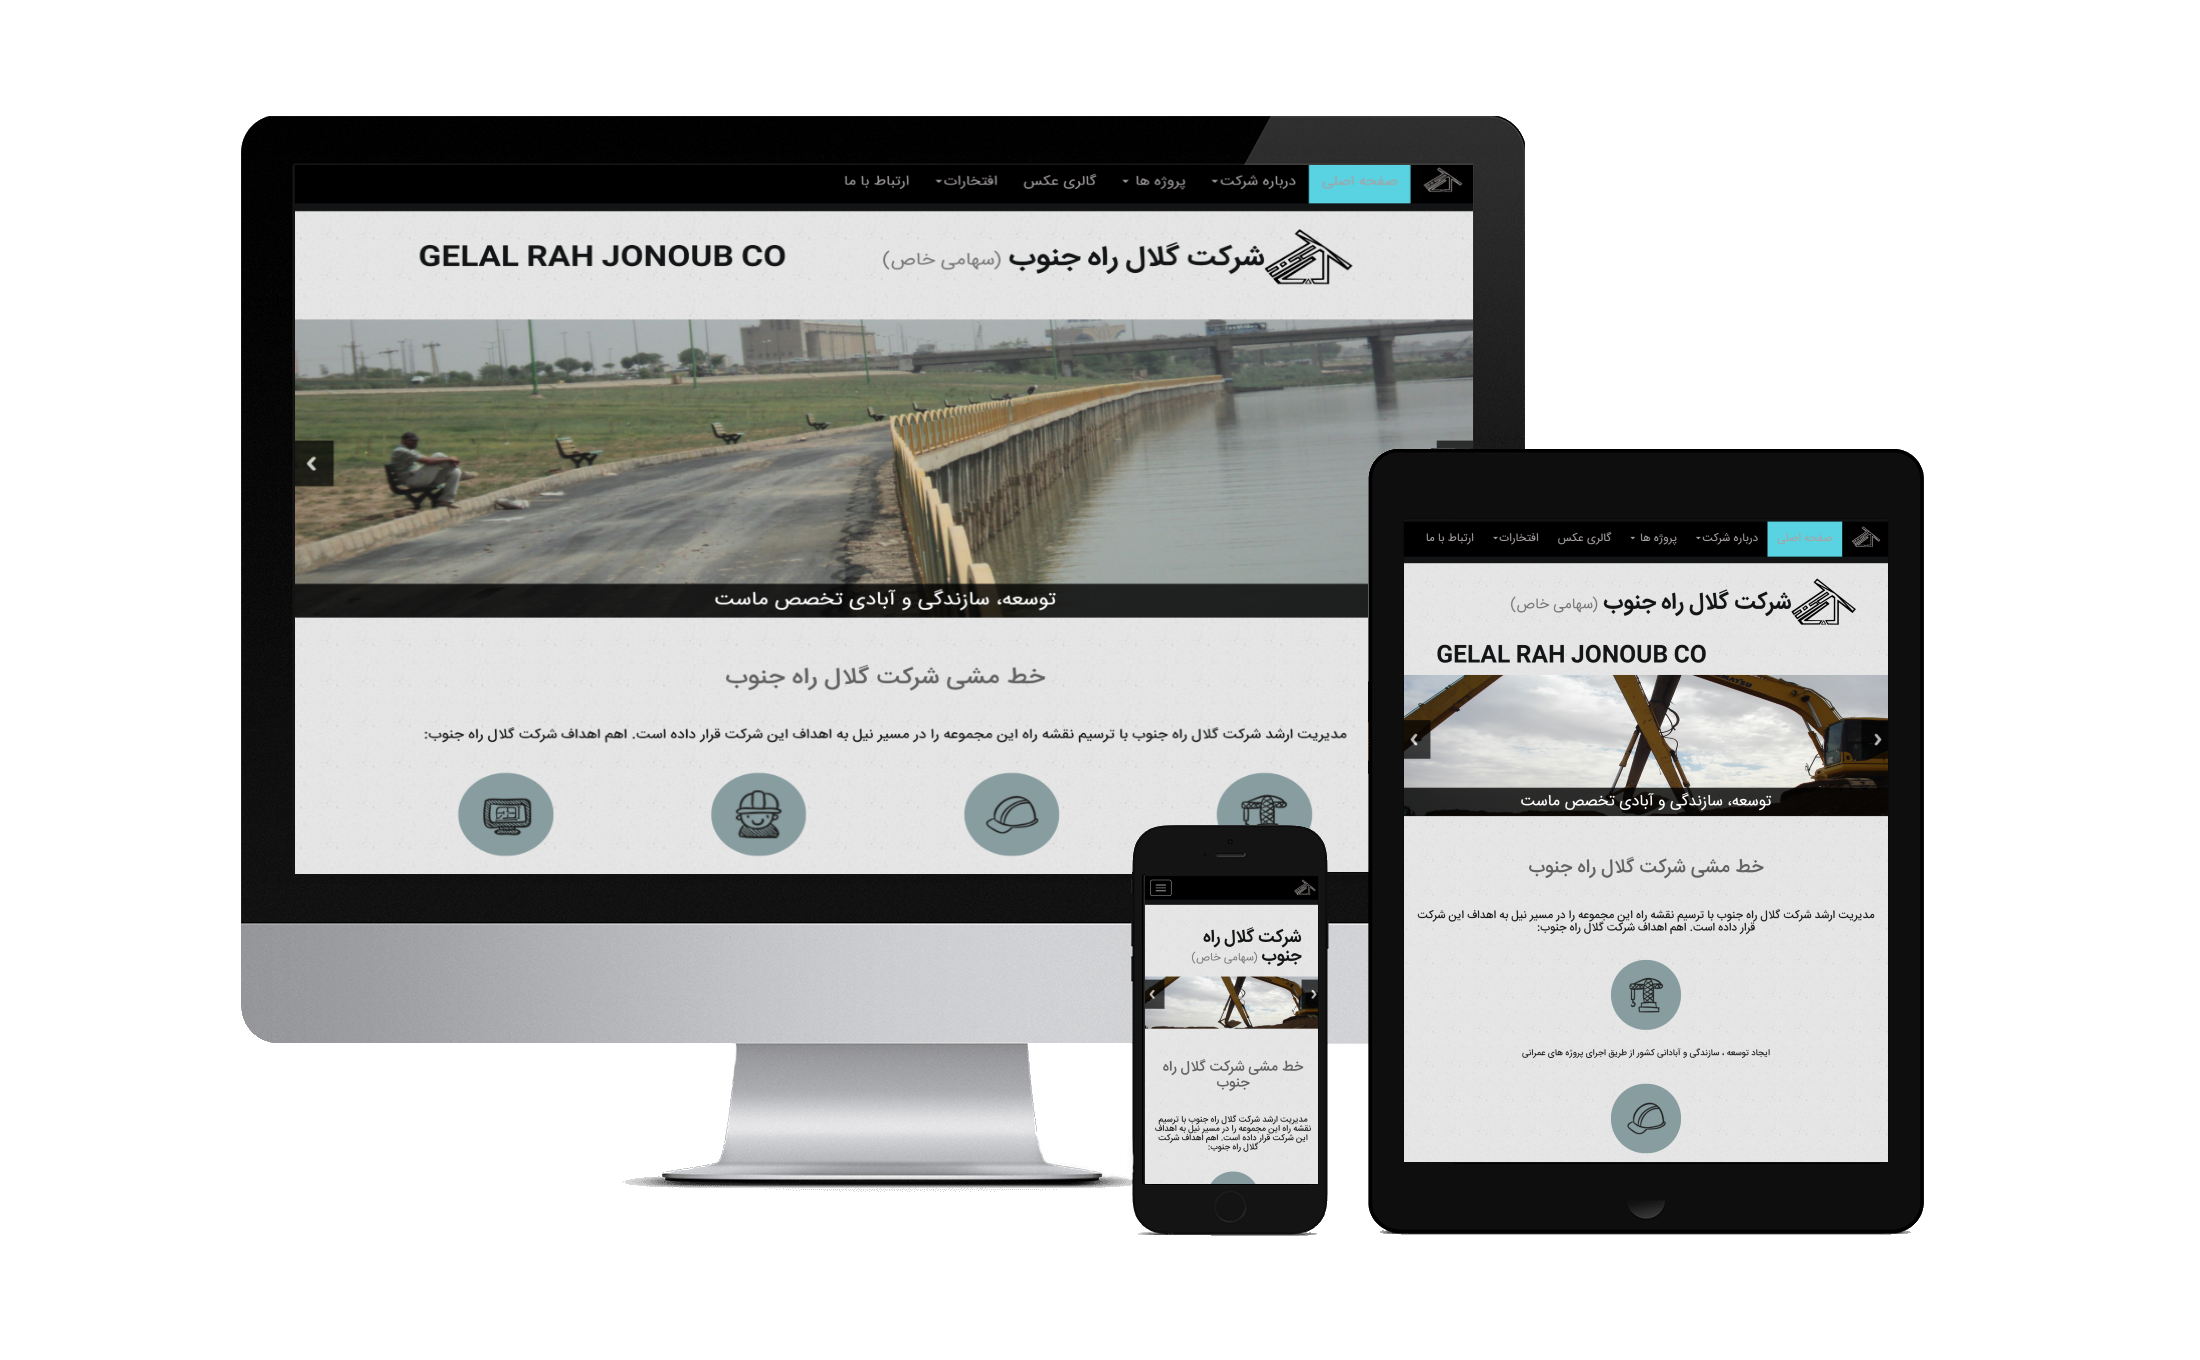 صفحه اصلی درباره شرکت پروژه ها گالری عکس افتخارات ارتباط با ما
شرکت گلال راه جنوب (سهامی خاص)
GELAL RAH JONOUB CO
توسعه، سازندگی و آبادی تخصص ماست
خط مشی شرکت گلال راه جنوب
مدیریت ارشد شرکت گلال راه جنوب با ترسیم نقشه راه این مجموعه را در مسیر نیل به اهداف این شرکت قرار داده است. اهم اهداف شرکت گلال راه جنوب:
صفحه اصلی درباره شرکت پروژه ها گالری عکس افتخارات ارتباط با ما
شرکت گلال راه جنوب (سهامی خاص)
GELAL RAH JONOUB CO
توسعه، سازندگی و آبادی تخصص ماست
خط مشی شرکت گلال راه جنوب
مدیریت ارشد شرکت گلال راه جنوب با ترسیم نقشه راه این مجموعه را در مسیر نیل به اهداف این شرکت
قرار داده است. اهم اهداف شرکت گلال راه جنوب:
ایجاد توسعه ، سازندگی و آبادانی کشور از طریق اجرای پروژه های عمرانی
شرکت گلال راه
جنوب (سهامی خاص)
خط مشی شرکت گلال راه
جنوب
مدیریت ارشد شرکت گلال راه جنوب با ترسیم
نقشه راه این مجموعه را در مسیر نیل به اهداف
این شرکت قرار داده است. اهم اهداف شرکت
گلال راه جنوب: